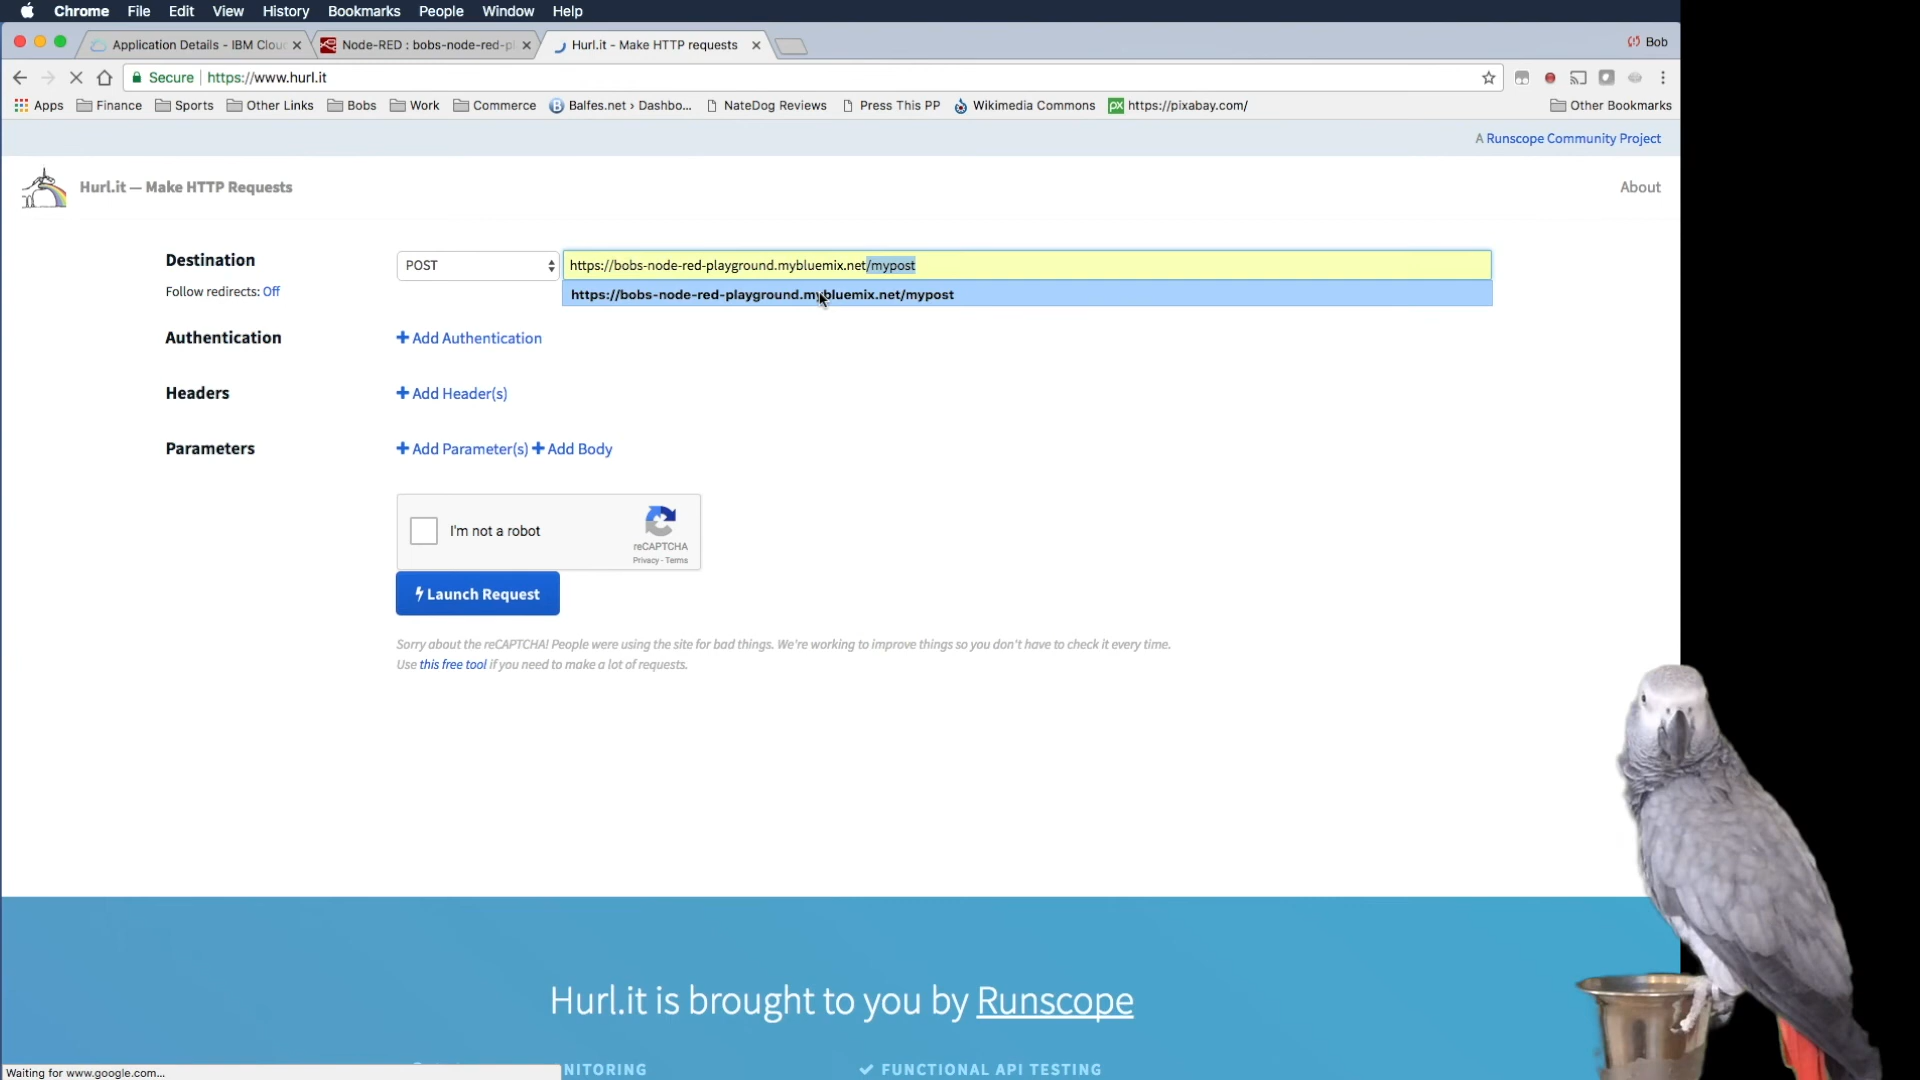 Chrome File Edit View History Bookmarks People Window Help
Application Details - IBM Clou
Node-RED : bobs-node-red-pl
Hurl.it - Make HTTP requests
Bob
Secure https://www.hurl.it
Apps Finance Sports Other Links Bobs Work Commerce Balfes.net › Dashbo... NateDog Reviews Press This PP Wikimedia Commons https://pixabay.com/ Other Bookmarks
A Runscope Community Project
Hurl.it — Make HTTP Requests
About
Destination
POST
https://bobs-node-red-playground.mybluemix.net/mypost
Follow redirects: Off
https://bobs-node-red-playground.mybluemix.net/mypost
Authentication
+ Add Authentication
Headers
+ Add Header(s)
Parameters
+ Add Parameter(s) + Add Body
I'm not a robot
reCAPTCHA
Privacy - Terms
Launch Request
Sorry about the reCAPTCHA! People were using the site for bad things. We're working to improve things so you don't have to check it every time.
Use this free tool if you need to make a lot of requests.
Hurl.it is brought to you by Runscope
NITORING
FUNCTIONAL API TESTING
Waiting for www.google.com...